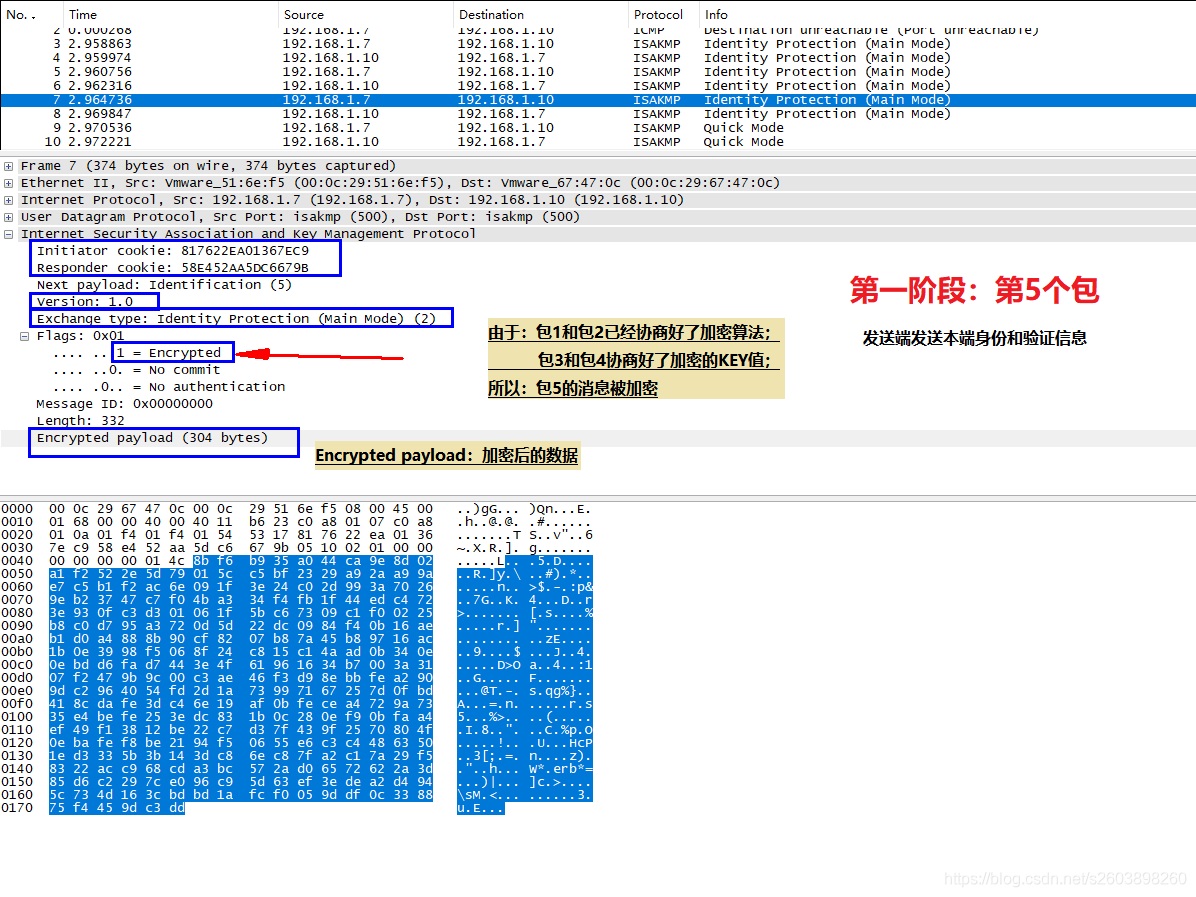 No. . Time Source Destination Protocol Info
2 0.000268 192.168.1.7 192.168.1.10 ICMP Destination unreachable (Port unreachable)
3 2.958863 192.168.1.7 192.168.1.10 ISAKMP Identity Protection (Main Mode)
4 2.959974 192.168.1.10 192.168.1.7 ISAKMP Identity Protection (Main Mode)
5 2.960756 192.168.1.7 192.168.1.10 ISAKMP Identity Protection (Main Mode)
6 2.962316 192.168.1.10 192.168.1.7 ISAKMP Identity Protection (Main Mode)
7 2.964736 192.168.1.7 192.168.1.10 ISAKMP Identity Protection (Main Mode)
8 2.969847 192.168.1.10 192.168.1.7 ISAKMP Identity Protection (Main Mode)
9 2.970536 192.168.1.7 192.168.1.10 ISAKMP Quick Mode
10 2.972221 192.168.1.10 192.168.1.7 ISAKMP Quick Mode
Frame 7 (374 bytes on wire, 374 bytes captured)
Ethernet II, Src: Vmware_51:6e:f5 (00:0c:29:51:6e:f5), Dst: Vmware_67:47:0c (00:0c:29:67:47:0c)
Internet Protocol, Src: 192.168.1.7 (192.168.1.7), Dst: 192.168.1.10 (192.168.1.10)
User Datagram Protocol, Src Port: isakmp (500), Dst Port: isakmp (500)
Internet Security Association and Key Management Protocol
Initiator cookie: 817622EA01367EC9
Responder cookie: 58E452AA5DC6679B
Next payload: Identification (5)
Version: 1.0
Exchange type: Identity Protection (Main Mode) (2)
Flags: 0x01
.... ...1 = Encrypted
.... ..0. = No commit
.... .0.. = No authentication
Message ID: 0x00000000
Length: 332
Encrypted payload (304 bytes)
第一阶段：第5个包
发送端发送本端身份和验证信息
由于：包1和包2已经协商好了加密算法；
包3和包4协商好了加密的KEY值；
所以：包5的消息被加密
Encrypted payload：加密后的数据
0000 00 0c 29 67 47 0c 00 0c 29 51 6e f5 08 00 45 00 ..)gG... )Qn...E.
0010 01 68 00 00 40 00 40 11 b6 23 c0 a8 01 07 c0 a8 .h..@.@. .#......
0020 01 0a 01 f4 01 f4 01 54 53 17 81 76 22 ea 01 36 .......T S..v"..6
0030 7e c9 58 e4 52 aa 5d c6 67 9b 05 10 02 01 00 00 ~.X.R.]. g.......
0040 00 00 00 00 01 4c 8b f6 b9 35 a0 44 ca 9e 8d 02 .....L.. .5.D....
0050 a1 f2 52 2e 5d 79 01 5c c5 bf 23 29 a9 2a a9 9a ..R.]y.\ ..#).*..
0060 e7 c5 b1 f2 ac 6e 09 1f 3e 24 c0 2d 99 3a 70 26 .....n.. >$.-.:p&
0070 9e b2 37 47 c7 f0 4b a3 34 f4 fb 1f 44 ed c4 72 ..7G..K. 4...D..r
0080 3e 93 0f c3 d3 01 06 1f 5b c6 73 09 c1 f0 02 25 >....... [.s....%
0090 b8 c0 d7 95 a3 72 0d 5d 22 dc 09 84 f4 0b 16 ae .....r.] ".......
00a0 b1 d0 a4 88 8b 90 cf 82 07 b8 7a 45 b8 97 16 ac ........ ..zE....
00b0 1b 0e 39 98 f5 06 8f 24 c8 15 c1 4a ad 0b 34 0e ..9....$ ...J..4.
00c0 0e bd d6 fa d7 44 3e 4f 61 96 16 34 b7 00 3a 31 .....D>O a..4..:1
00d0 07 f2 47 9b 9c 00 c3 ae 46 f3 d9 8e bb fe a2 90 ..G..... F.......
00e0 9d c2 96 40 54 fd 2d 1a 73 99 71 67 25 7d 0f bd ...@T.-. s.qg%}..
00f0 41 8c da fe 3d c4 6e 19 af 0b fe ce a4 72 9a 73 A...=.n. .....r.s
0100 35 e4 be fe 25 3e dc 83 1b 0c 28 0e f9 0b fa a4 5...%>.. ..(.....
0110 ef 49 f1 38 12 be 22 c7 d3 7f 43 9f 25 70 80 4f .I.8..". ..C.%p.O
0120 0e ba fe f8 be 21 94 f5 06 55 e6 c3 c4 48 63 50 .....!.. .U...HcP
0130 1e d3 33 5b 3b 14 3d c8 6e c8 7f a2 c1 7a 29 f5 ..3[;.=. n....z).
0140 83 22 ac c9 68 cd a3 bc 57 2a d0 65 72 62 2a 3d ."..h... W*.erb*=
0150 85 d6 c2 29 7c e0 96 c9 5d 63 ef 3e de a2 d4 94 ...)|... ]c.>....
0160 5c 73 4d 16 3c bd bd 1a fc f0 05 9d df 0c 33 88 \sM.<... ......3.
0170 75 f4 45 9d c3 dd u.E...
https://blog.csdn.net/s2603898260